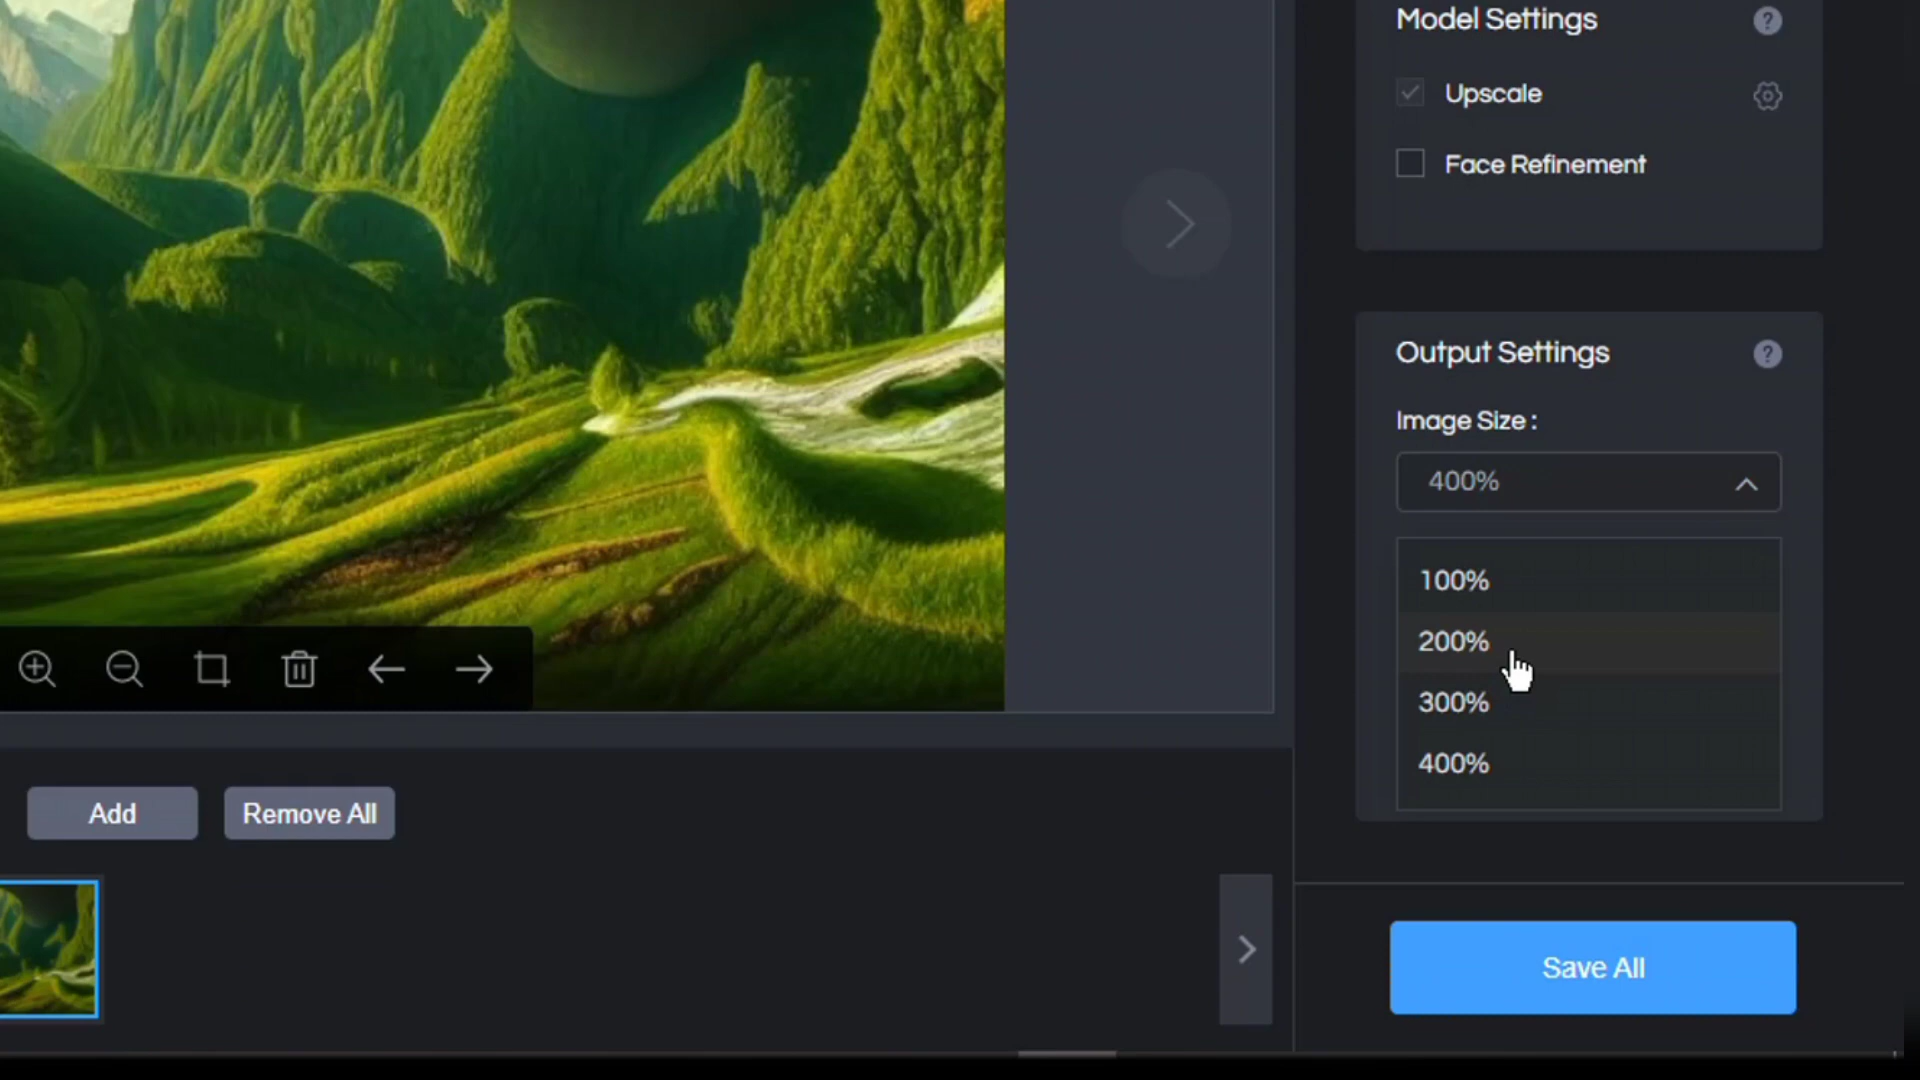 Model Settings
?
Upscale
Face Refinement
Output Settings
?
Image Size :
400%
100%
200%
300%
400%
Add
Remove All
Save All